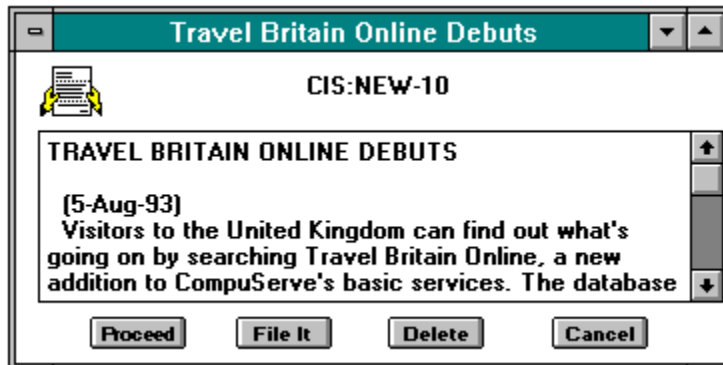 Travel Britain Online Debuts
CIS:NEW-10
TRAVEL BRITAIN ONLINE DEBUTS
(5-Aug-93)
Visitors to the United Kingdom can find out what's
going on by searching Travel Britain Online, a new
addition to CompuServe's basic services. The database
Proceed File It Delete Cancel